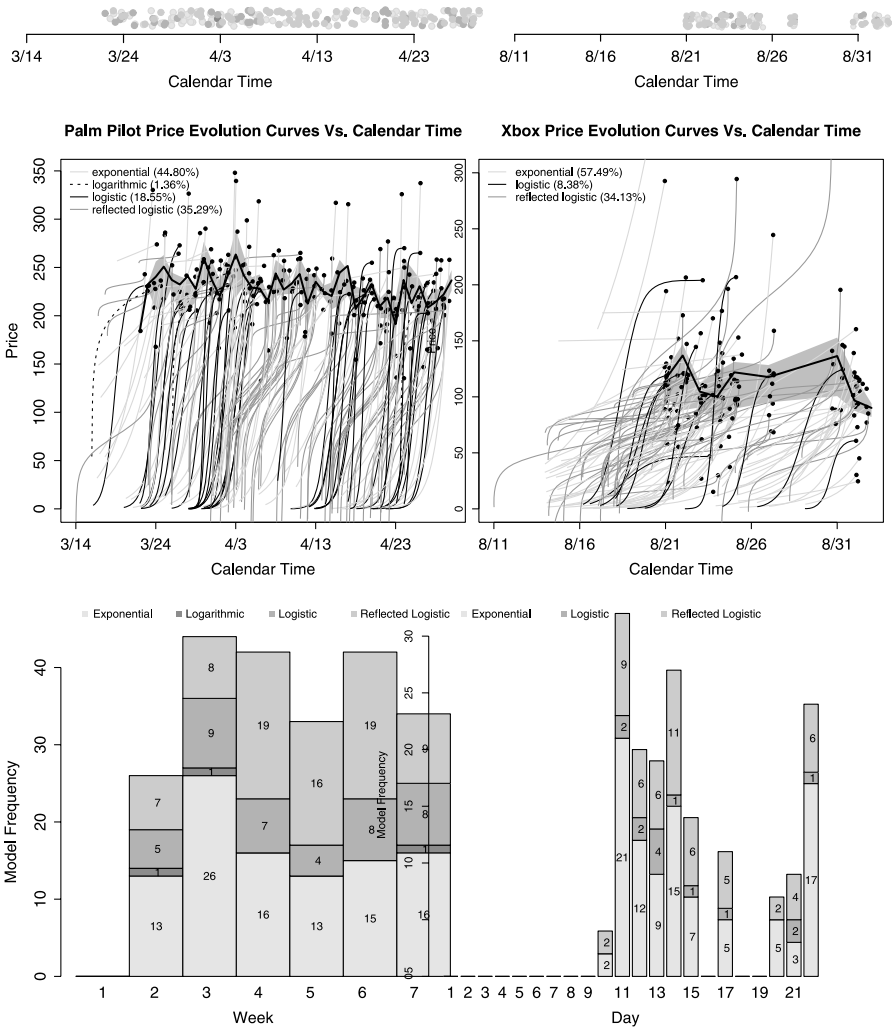 3/14 3/24 4/3 4/13 4/23
Calendar Time
8/11 8/16 8/21 8/26 8/31
Calendar Time
Palm Pilot Price Evolution Curves Vs. Calendar Time
exponential (44.80%)
logarithmic (1.36%)
logistic (18.55%)
reflected logistic (35.29%)
Price
350
300
250
200
150
100
50
0
3/14 3/24 4/3 4/13 4/23
Calendar Time
Xbox Price Evolution Curves Vs. Calendar Time
exponential (57.49%)
logistic (8.38%)
reflected logistic (34.13%)
Price
300
250
200
150
100
50
0
8/11 8/16 8/21 8/26 8/31
Calendar Time
Exponential Logarithmic Logistic Reflected Logistic
Model Frequency
40
30
20
10
0
7
5
1
13
8
9
1
26
19
7
16
16
4
13
19
8
15
9
8
1
16
1 2 3 4 5 6 7
Week
Exponential Logistic Reflected Logistic
Model Frequency
30
25
20
15
10
05
2
2
9
2
21
6
2
12
6
4
9
11
1
15
6
1
7
5
1
5
2
5
4
2
3
6
1
17
1 2 3 4 5 6 7 8 9 11 13 15 17 19 21
Day